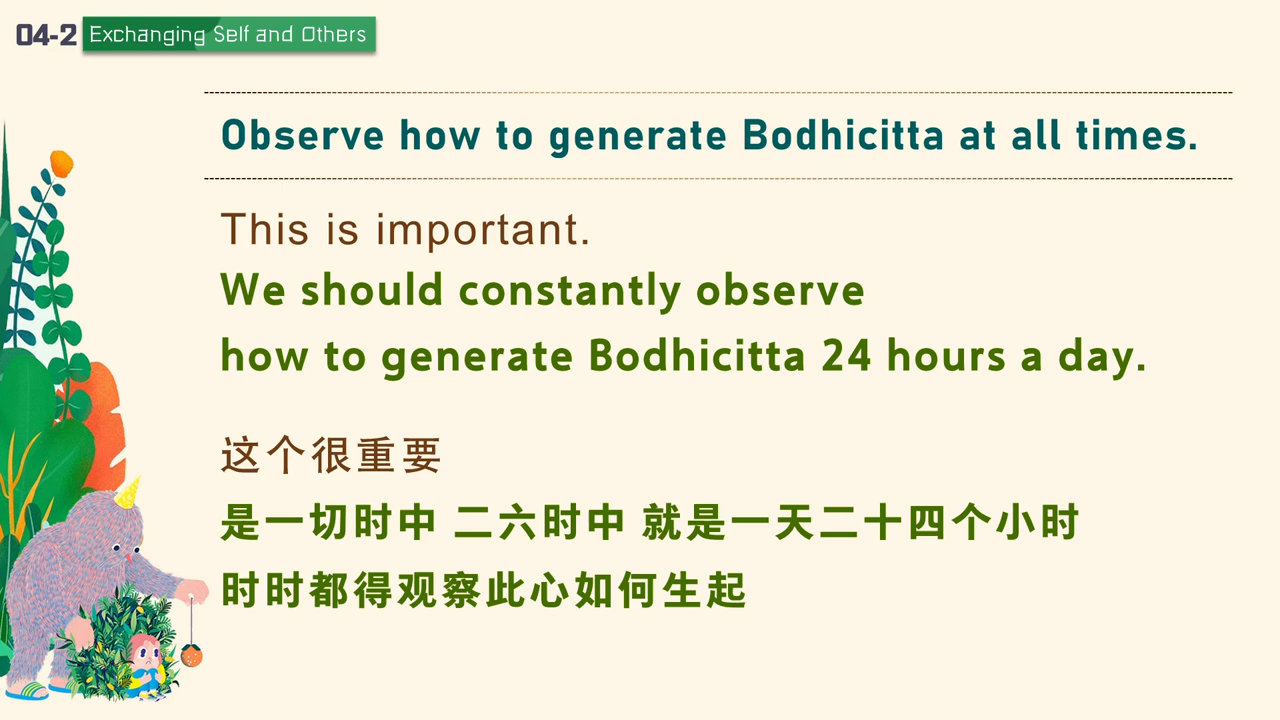 04-2 Exchanging Self and Others
Observe how to generate Bodhicitta at all times.
This is important.
We should constantly observe
how to generate Bodhicitta 24 hours a day.
这个很重要
是一切时中 二六时中 就是一天二十四个小时
时时都得观察此心如何生起